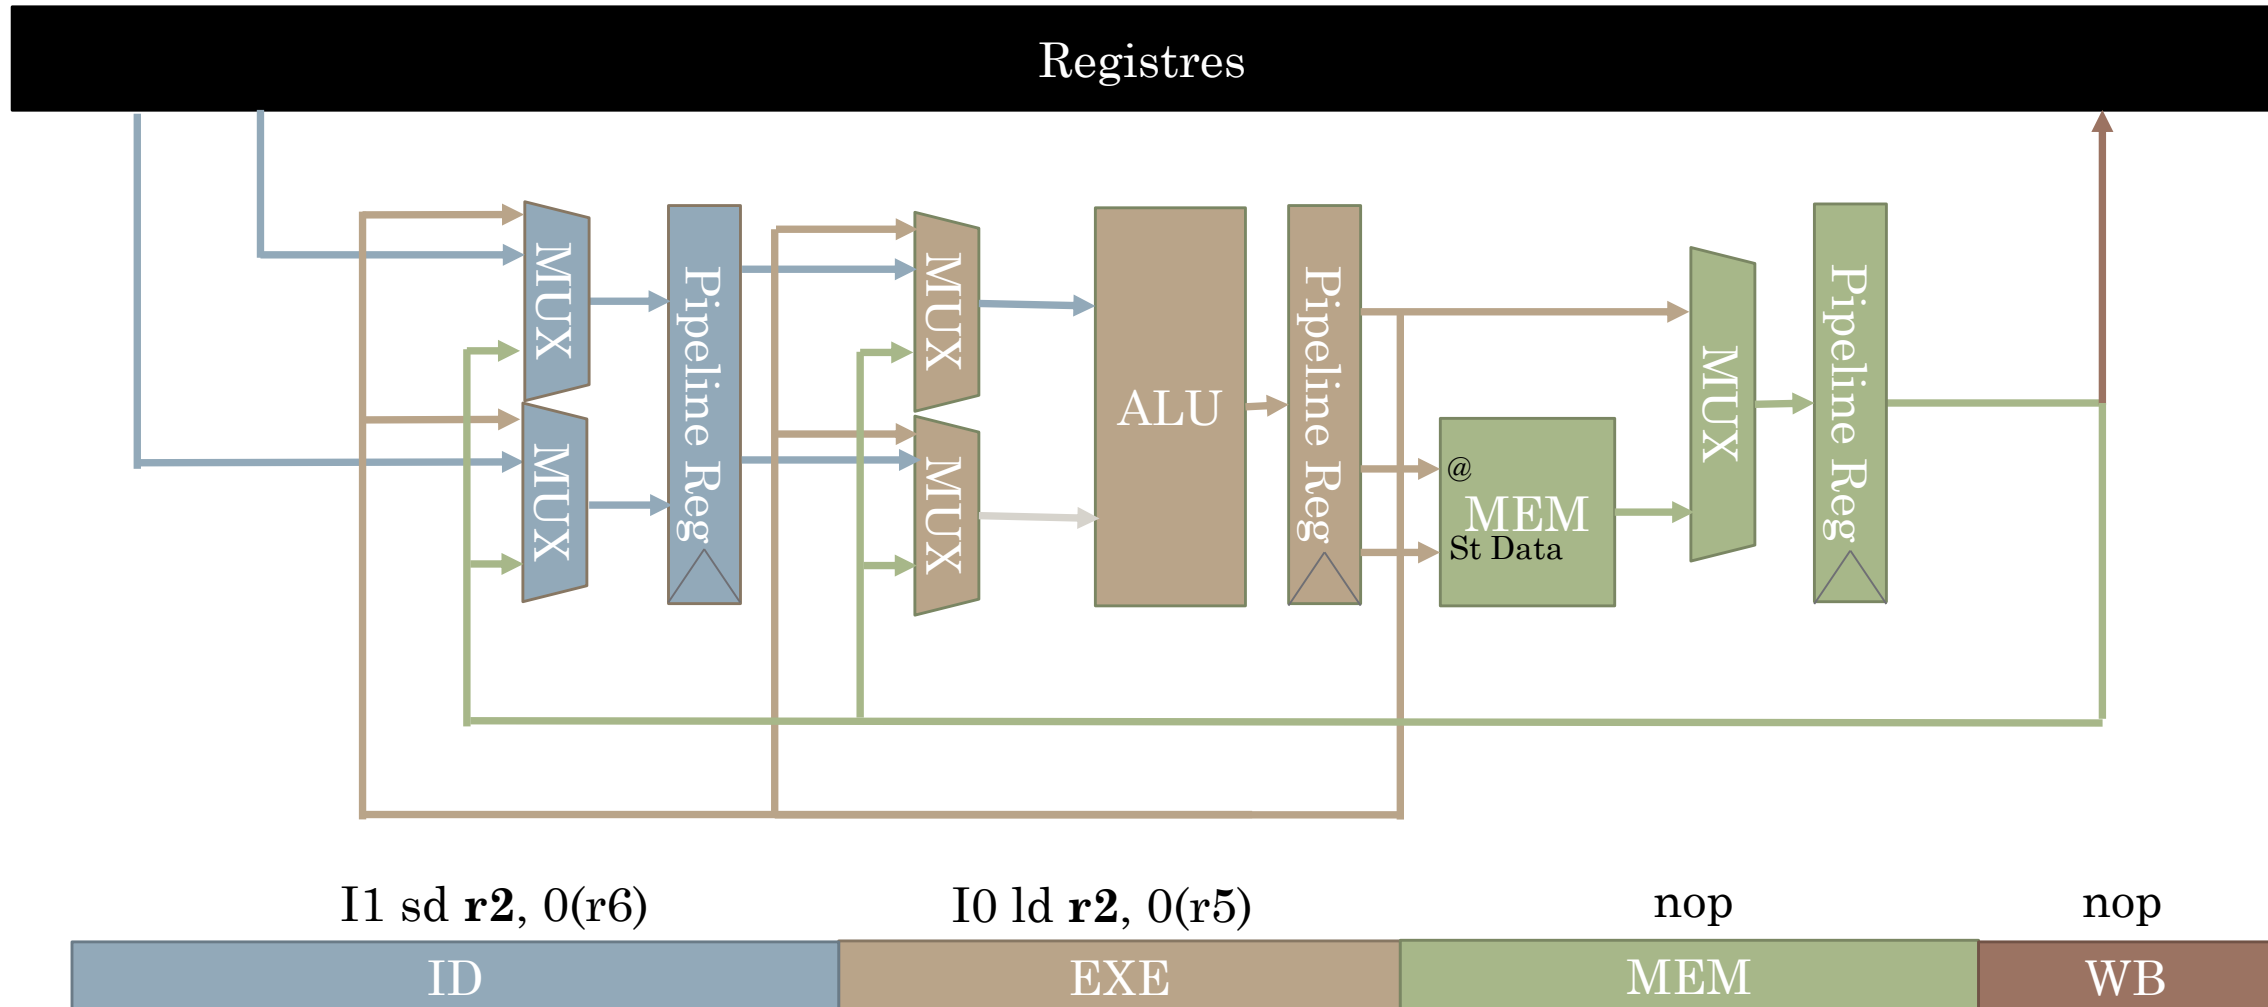 Registres
MUX
MUX
Pipeline Reg
MUX
MUX
ALU
Pipeline Reg
@
MEM
St Data
MUX
Pipeline Reg
I1 sd r2, 0(r6)
I0 ld r2, 0(r5)
nop
nop
ID
EXE
MEM
WB